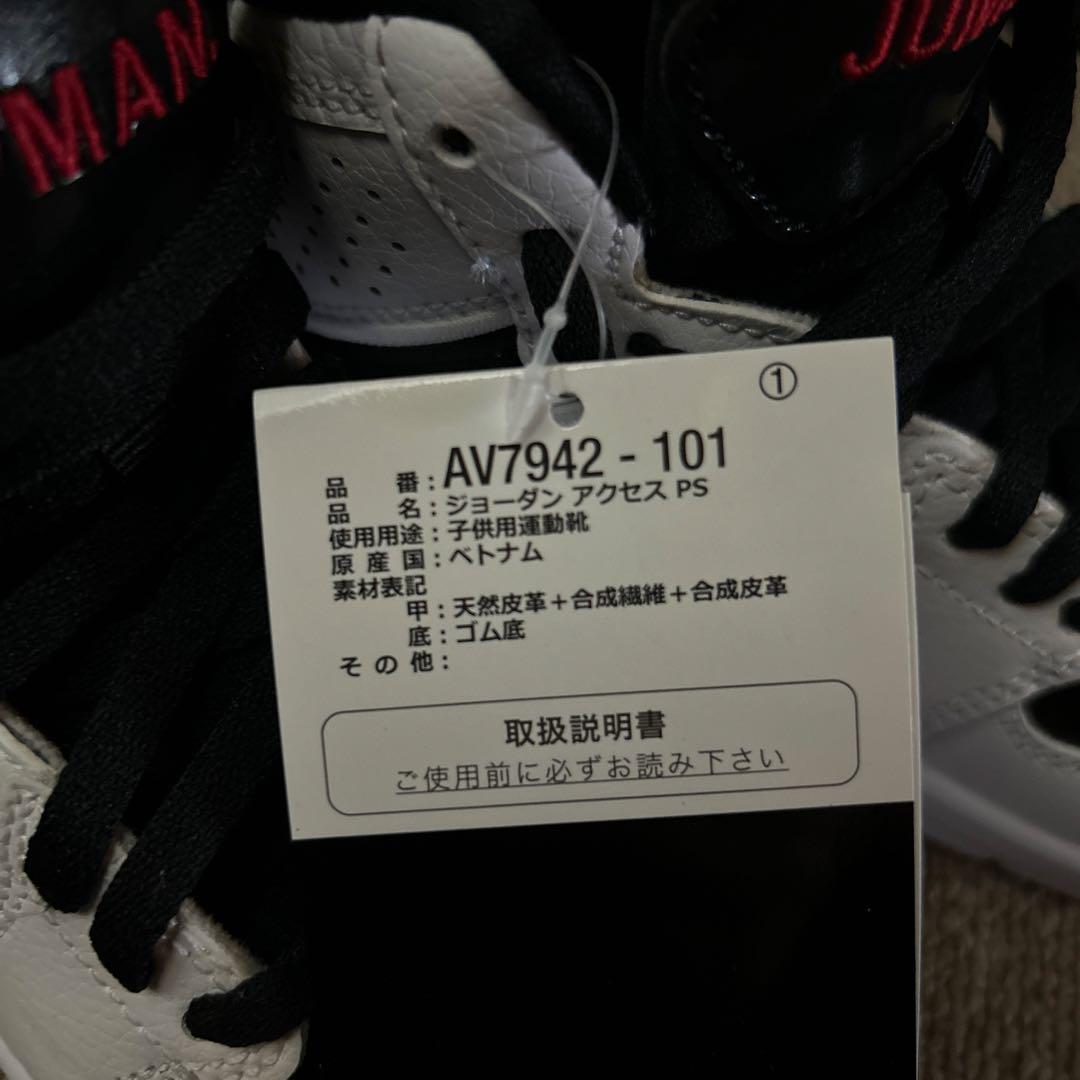 MAN
JUM
①
品 番：AV7942 - 101
品 名：ジョーダン アクセス PS
使用用途：子供用運動靴
原 産 国：ベトナム
素材表記
甲：天然皮革＋合成繊維＋合成皮革
底：ゴム底
そ の 他：
取扱説明書
ご使用前に必ずお読み下さい